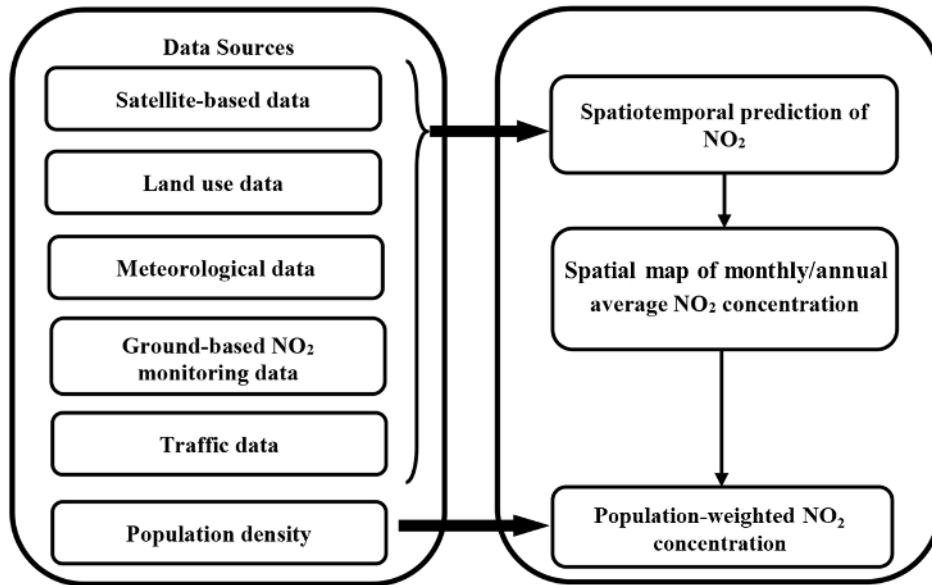 Data Sources
Satellite-based data
Land use data
Meteorological data
Ground-based NO₂
monitoring data
Traffic data
Population density
Spatiotemporal prediction of
NO₂
Spatial map of monthly/annual
average NO₂ concentration
Population-weighted NO₂
concentration